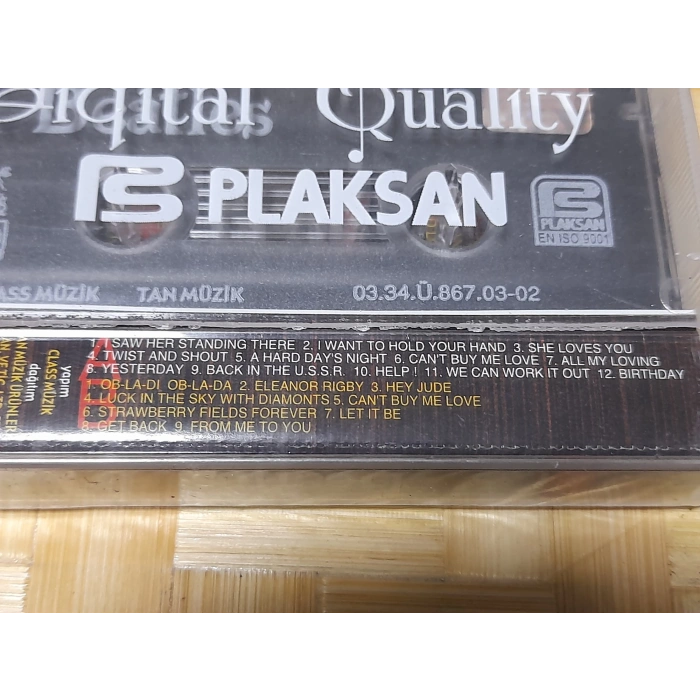 Digital Quality
Beatles
PLAKSAN
PLAKSAN
EN ISO 9001
CLASS MÜZİK TAN MÜZİK 03.34.Ü.867.03-02
1. I SAW HER STANDING THERE 2. I WANT TO HOLD YOUR HAND 3. SHE LOVES YOU
4. TWIST AND SHOUT 5. A HARD DAY'S NIGHT 6. CAN'T BUY ME LOVE 7. ALL MY LOVING
8. YESTERDAY 9. BACK IN THE U.S.S.R. 10. HELP ! 11. WE CAN WORK IT OUT 12. BIRTHDAY
1. OB-LA-DI OB-LA-DA 2. ELEANOR RIGBY 3. HEY JUDE
4. LUCK IN THE SKY WITH DIAMONTS 5. CAN'T BUY ME LOVE
6. STRAWBERRY FIELDS FOREVER 7. LET IT BE
8. GET BACK 9. FROM ME TO YOU
yapım
CLASS MÜZİK
dağıtım